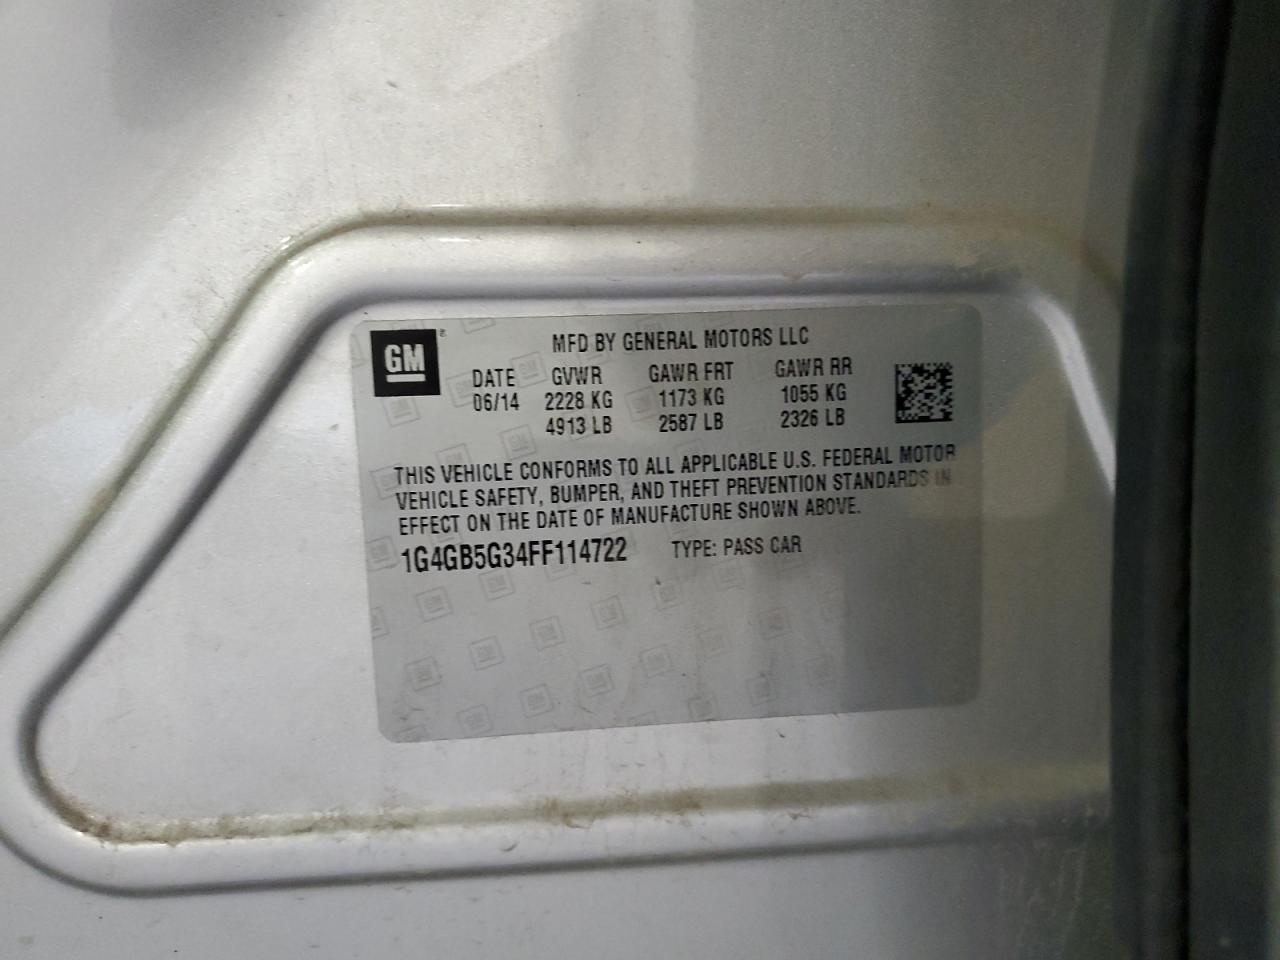 GM
MFD BY GENERAL MOTORS LLC
DATE GVWR GAWR FRT GAWR RR
06/14 2228 KG 1173 KG 1055 KG
4913 LB 2587 LB 2326 LB
THIS VEHICLE CONFORMS TO ALL APPLICABLE U.S. FEDERAL MOTOR
VEHICLE SAFETY, BUMPER, AND THEFT PREVENTION STANDARDS IN
EFFECT ON THE DATE OF MANUFACTURE SHOWN ABOVE.
1G4GB5G34FF114722 TYPE: PASS CAR